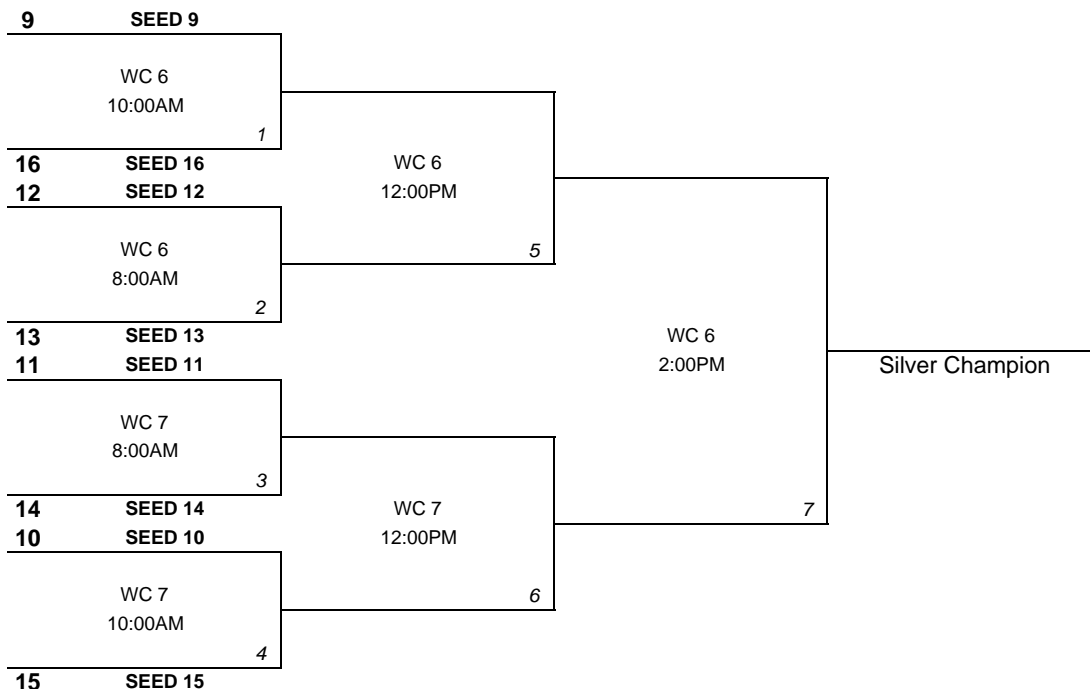 9 SEED 9
WC 6
10:00AM
1
16 SEED 16
12 SEED 12
WC 6
8:00AM
2
13 SEED 13
11 SEED 11
WC 7
8:00AM
3
14 SEED 14
10 SEED 10
WC 7
10:00AM
4
15 SEED 15
WC 6
12:00PM
5
WC 7
12:00PM
6
WC 6
2:00PM
7
Silver Champion